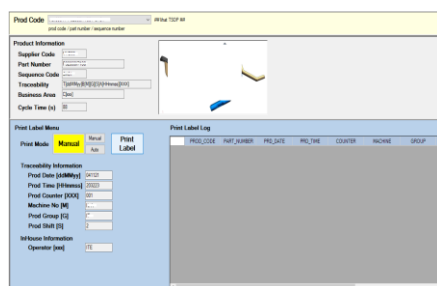 Prod Code
prod code / part number / sequence number
Product Information
Supplier Code
Part Number
Sequence Code
Traceability
Business Area
Cycle Time (s)
Print Label Menu
Print Mode Manual Manual Auto Print Label
Traceability Information
Prod Date [ddMMyy] 041121
Prod Time [HHmmss]
Prod Counter [XXX] 001
Machine No [M]
Prod Group [G]
Prod Shift [S] 2
InHouse Information
Operator [xxx]
Print Label Log
PROD_CODE PART_NUMBER PRD_DATE PRD_TIME COUNTER MACHINE GROUP